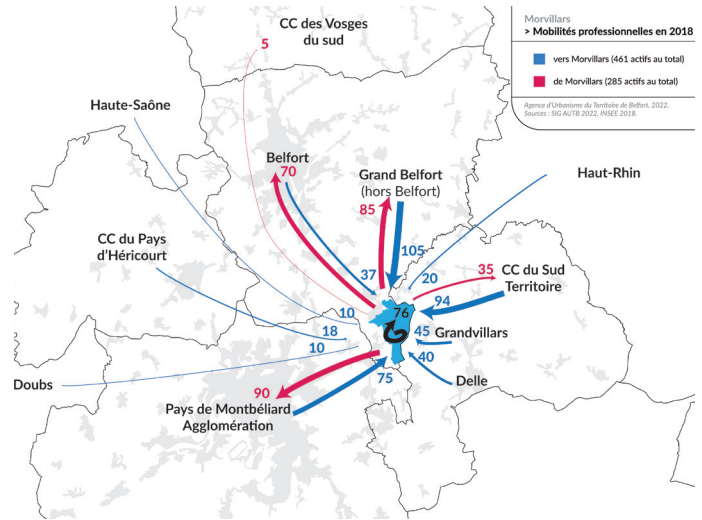 Morvillars
> Mobilités professionnelles en 2018
vers Morvillars (461 actifs au total)
de Morvillars (285 actifs au total)
Agence d'Urbanisme du Territoire de Belfort, 2022.
Sources : SIG AUTB 2022, INSEE 2018.
CC des Vosges
du sud
5
Haute-Saône
Belfort
70
Grand Belfort
(hors Belfort)
85
Haut-Rhin
CC du Pays
d'Héricourt
105
37
20
35
CC du Sud
Territoire
94
10
76
18
45
Grandvillars
10
40
Doubs
75
Delle
90
Pays de Montbéliard
Agglomération